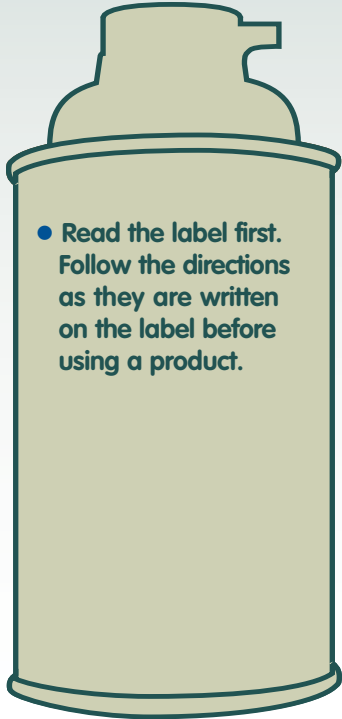 ● Read the label first.
Follow the directions
as they are written
on the label before
using a product.